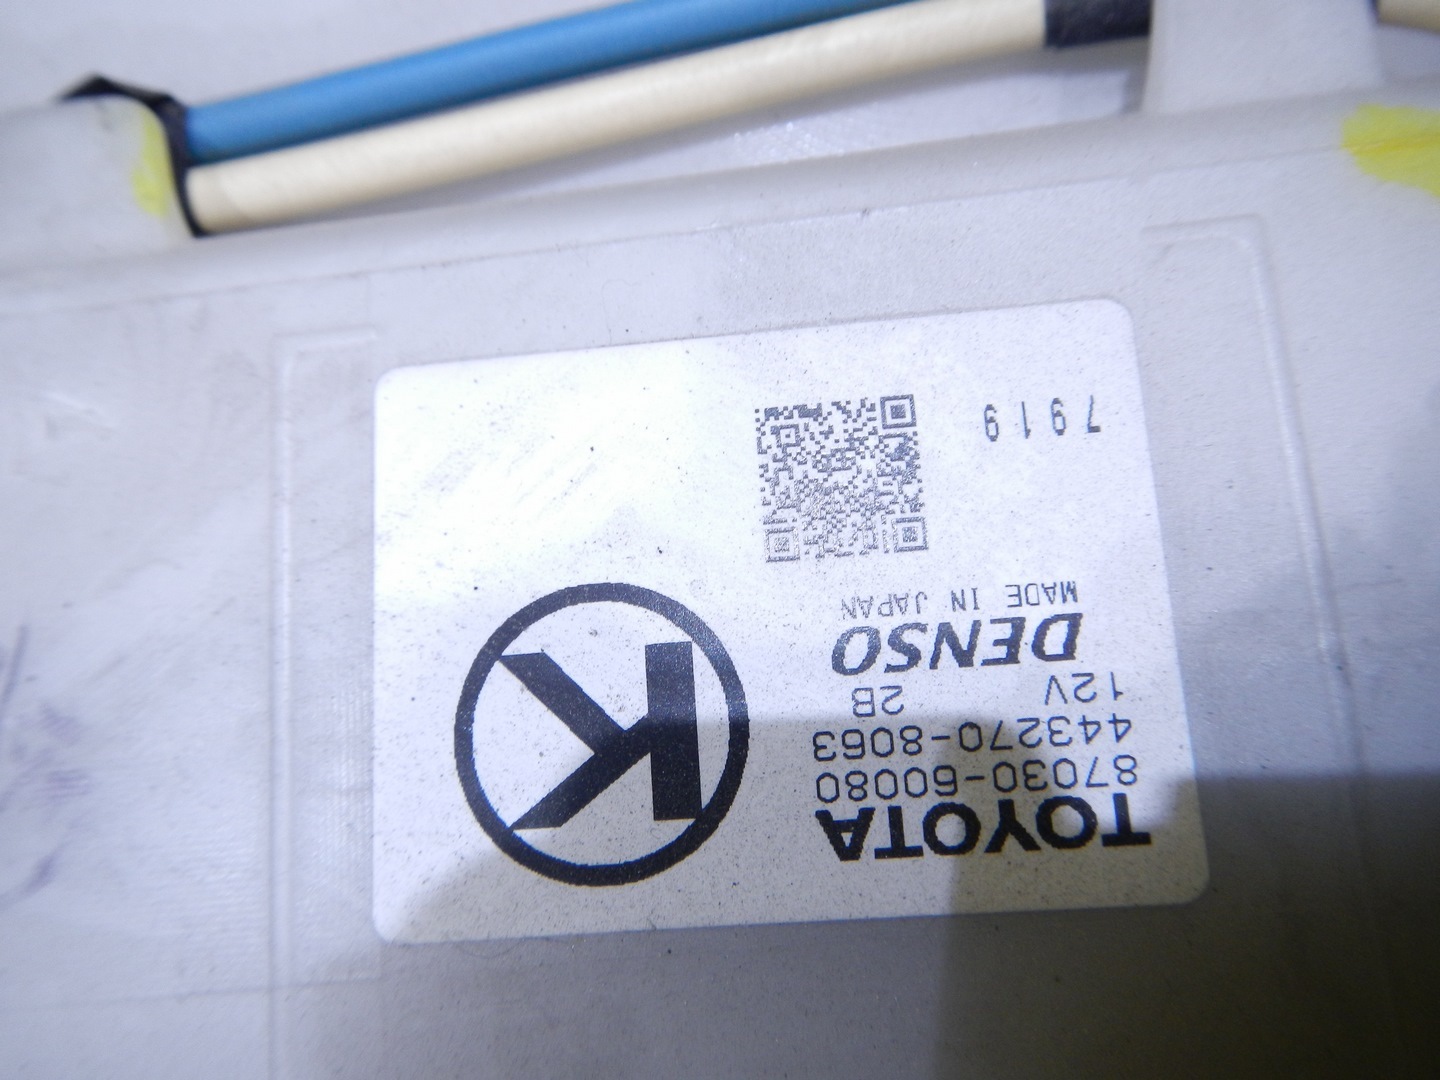 TOYOTA
87030-60080
443270-8063
12V 2B
DENSO
MADE IN JAPAN
7919
K